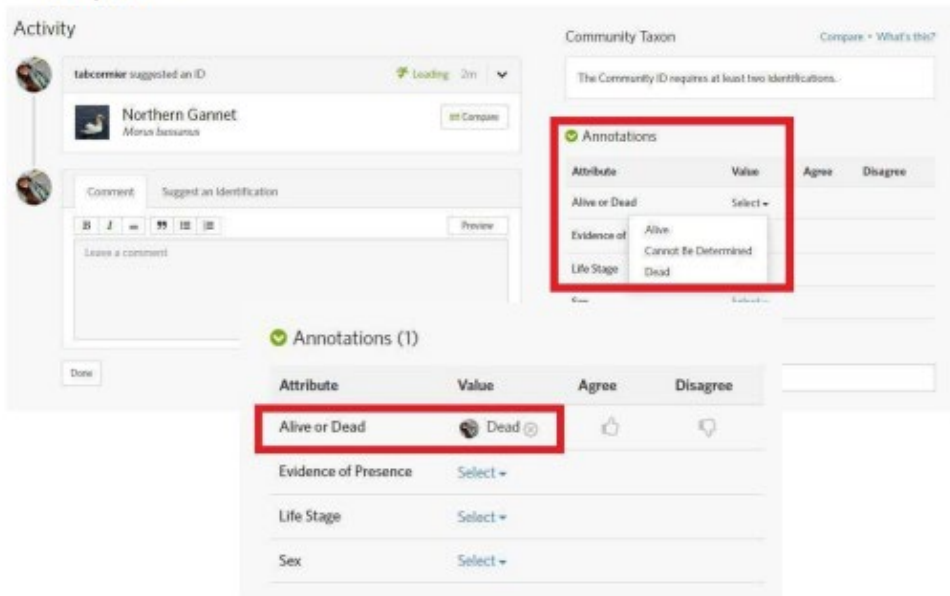 Activity
tabcormier suggested an ID
Leading 2m
Northern Gannet
Morus bassanus
Compare
Comment Suggest an Identification
B I
Preview
Leave a comment
Done
Community Taxon
Compare • What's this?
The Community ID requires at least two identifications.
Annotations
Attribute Value Agree Disagree
Alive or Dead Select
Evidence of
Life Stage
Alive
Cannot Be Determined
Dead
Sex Select
Annotations (1)
Attribute Value Agree Disagree
Alive or Dead Dead
Evidence of Presence Select
Life Stage Select
Sex Select